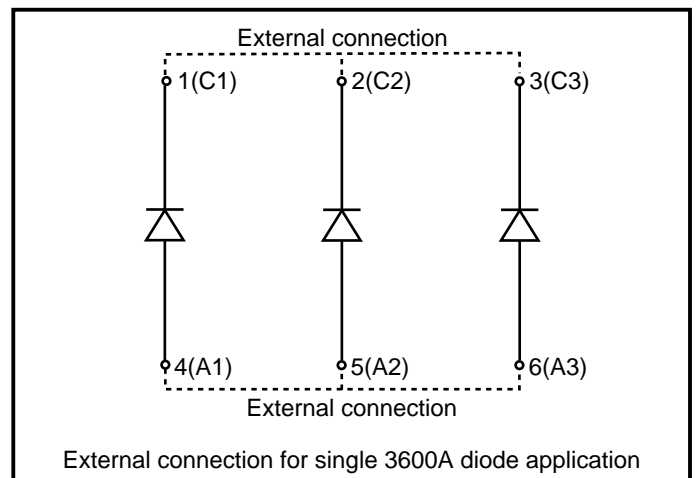 External connection
1(C1) 2(C2) 3(C3)
4(A1) 5(A2) 6(A3)
External connection
External connection for single 3600A diode application